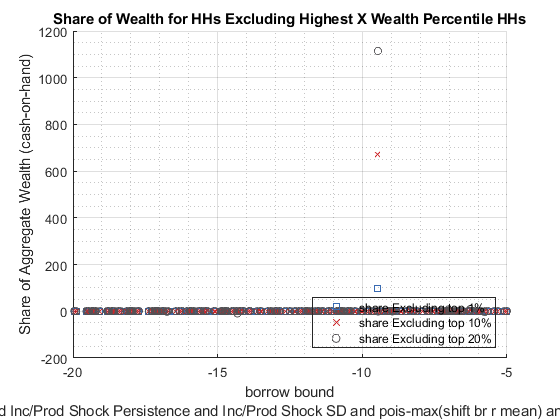 Share of Wealth for HHs Excluding Highest X Wealth Percentile HHs
Share of Aggregate Wealth (cash-on-hand)
1200
1000
800
600
400
200
0
-200
share Excluding top 1%
share Excluding top 10%
share Excluding top 20%
-20
-15
-10
-5
borrow bound
d Inc/Prod Shock Persistence and Inc/Prod Shock SD and pois-max(shift br r mean) an